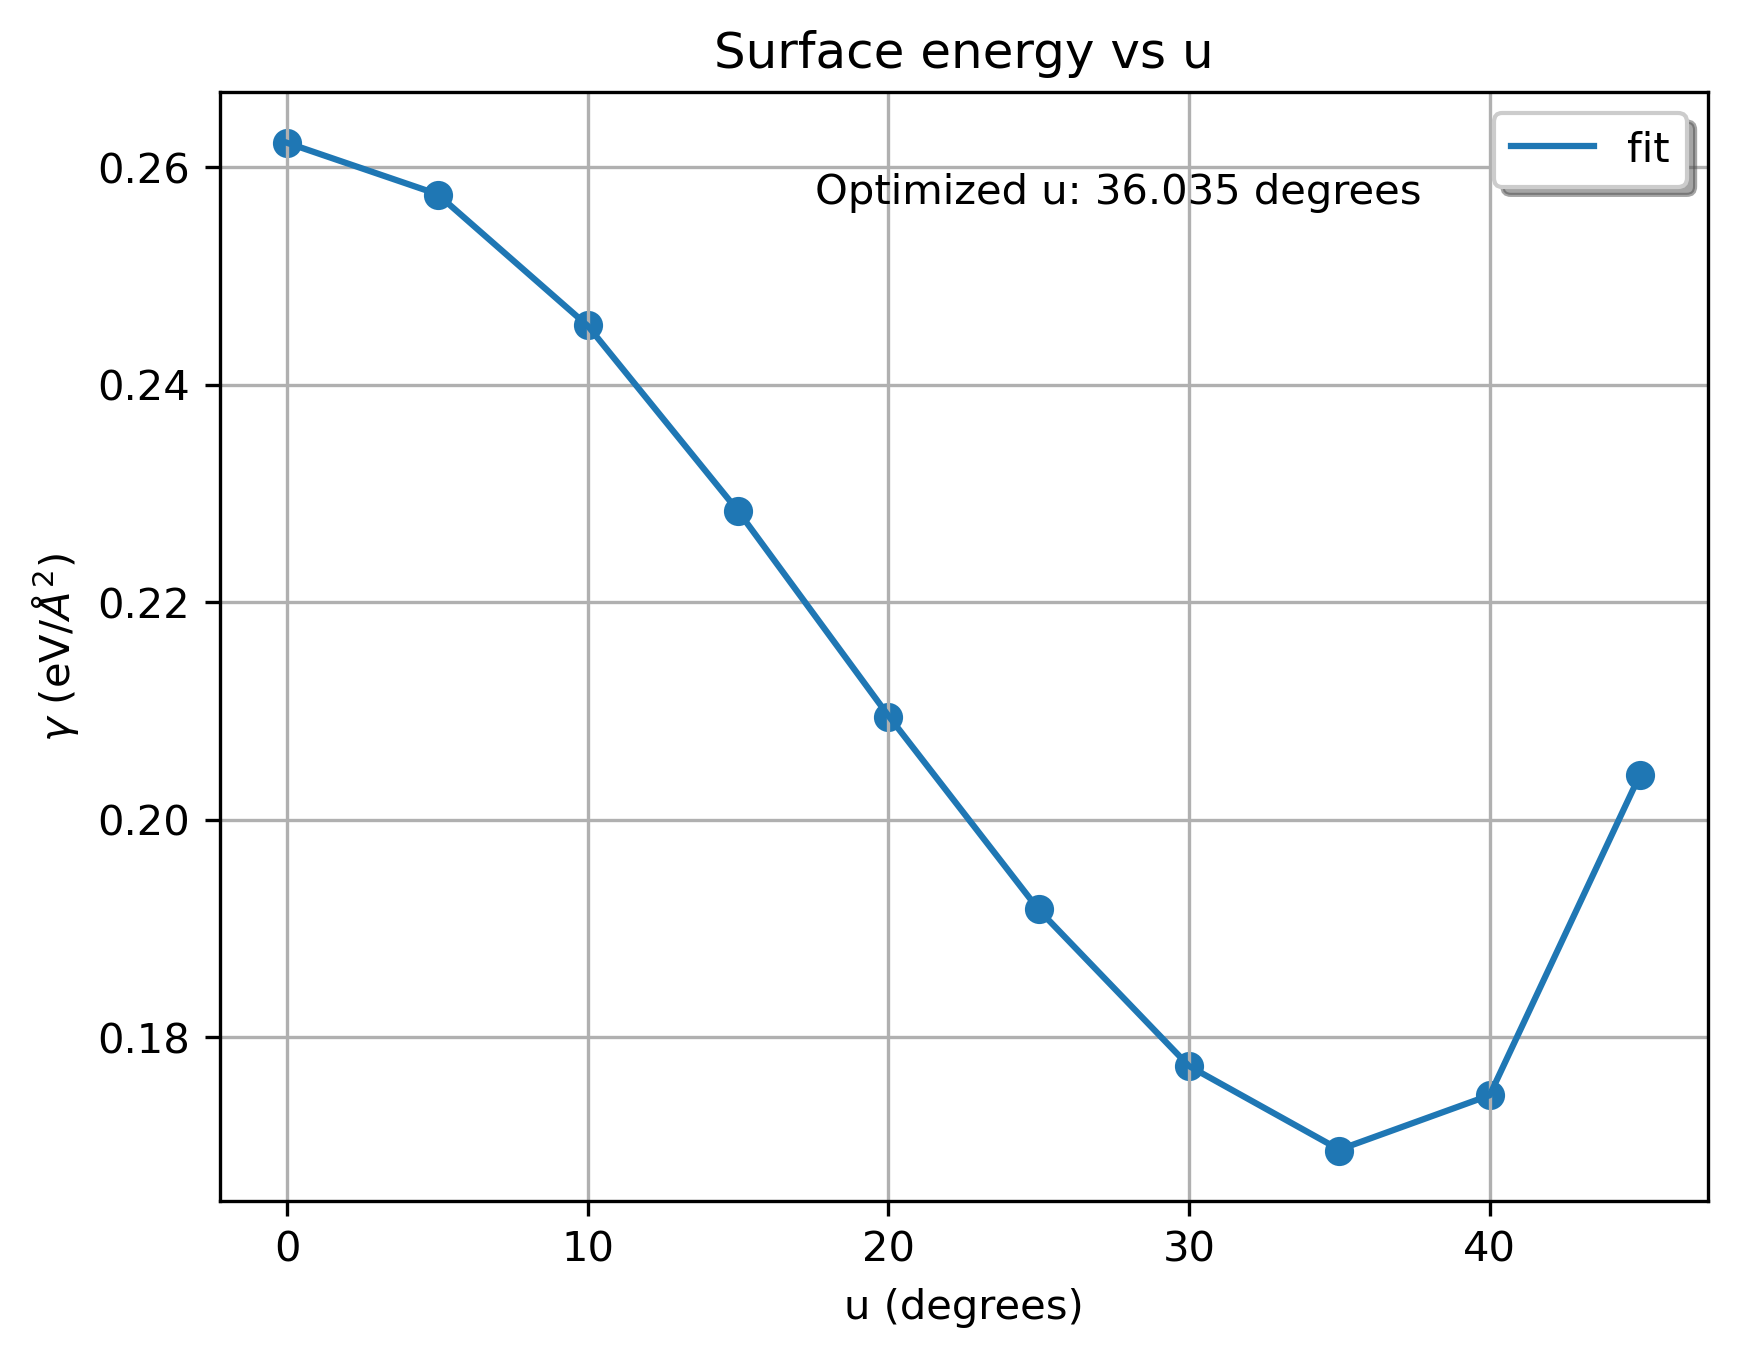 Surface energy vs u
fit
Optimized u: 36.035 degrees
0.26
0.24
0.22
0.20
0.18
γ (eV/Å²)
0 10 20 30 40
u (degrees)